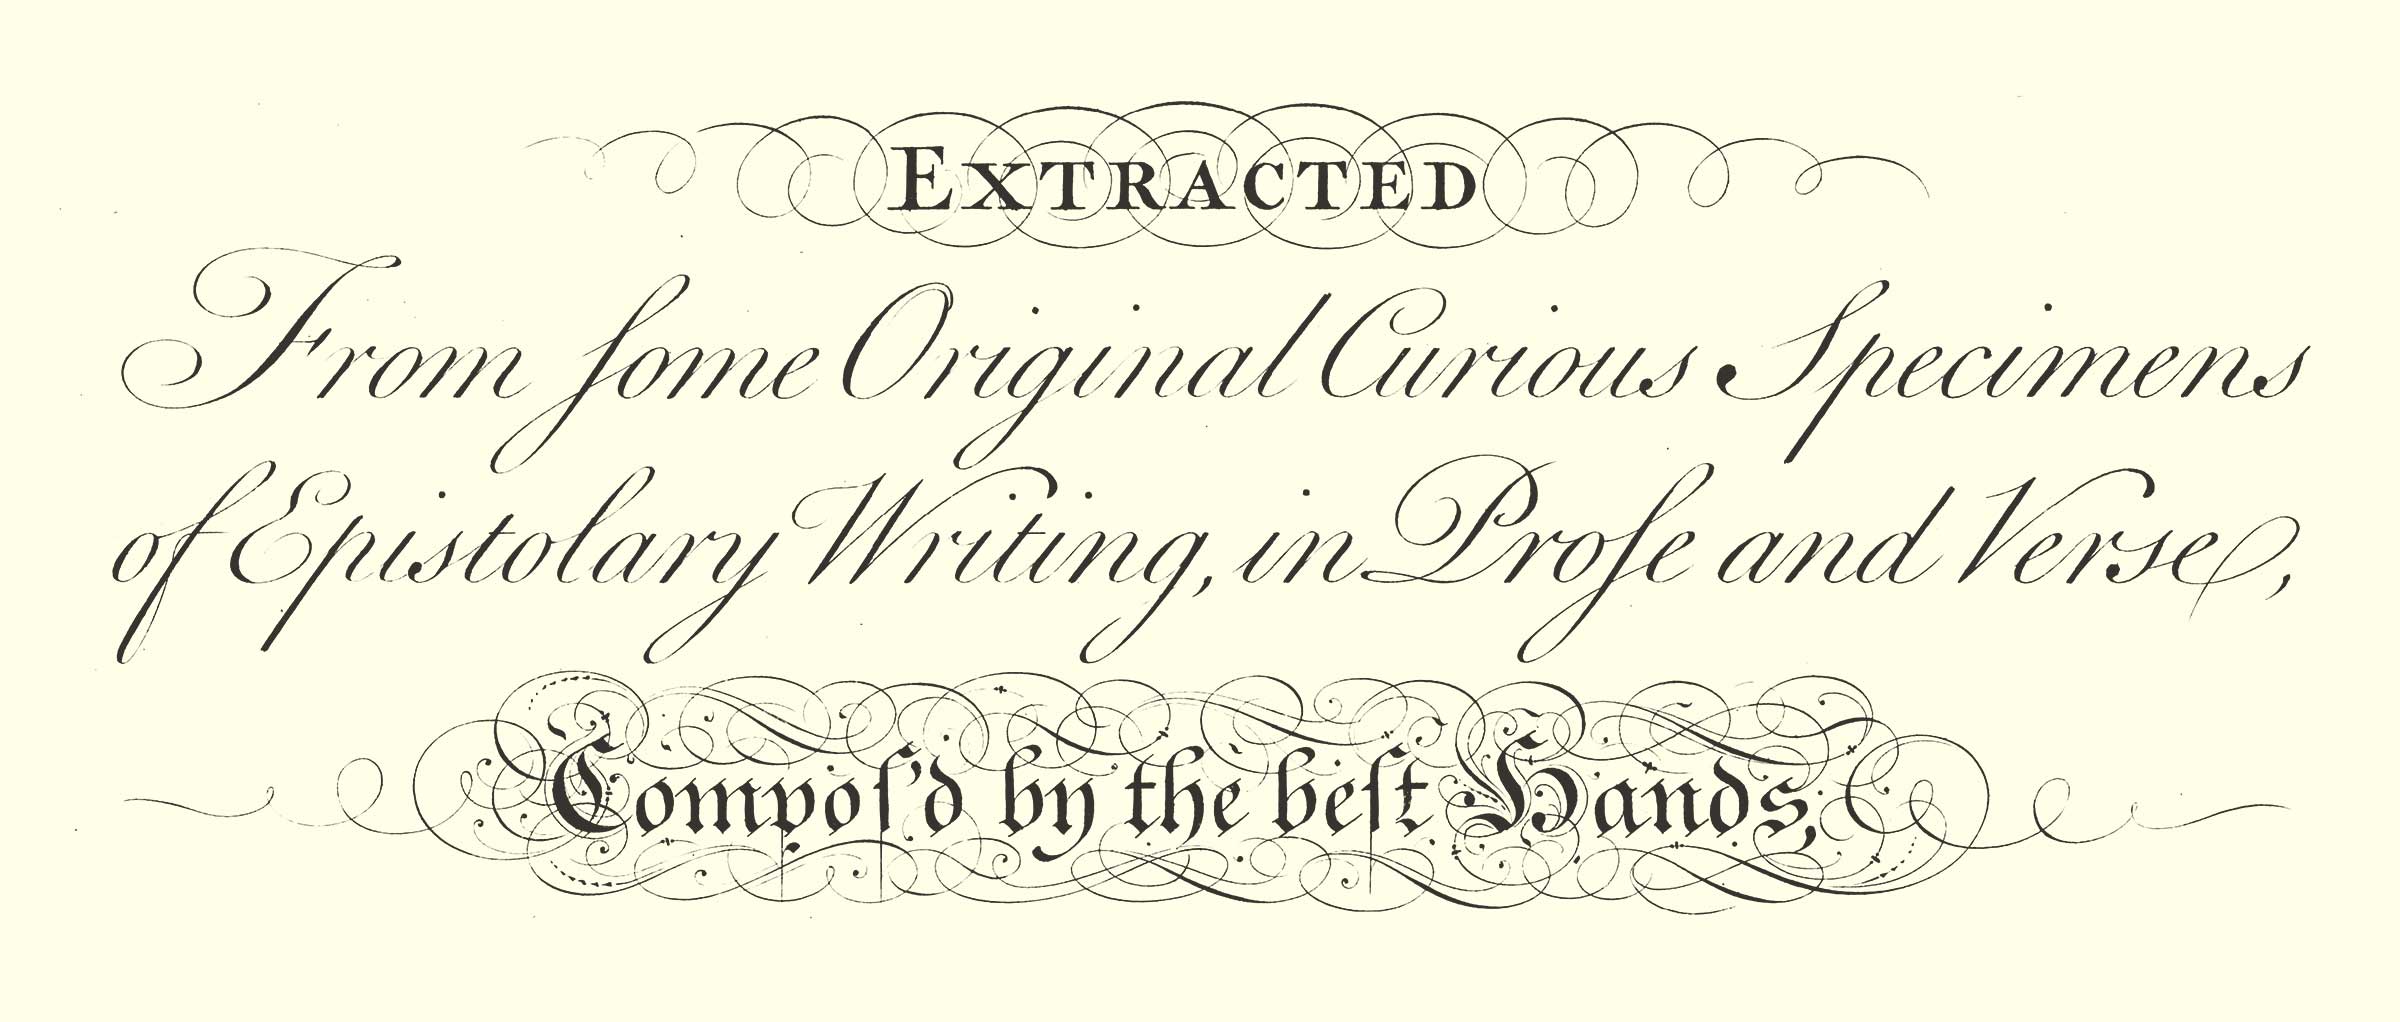 EXTRACTED
From ſome Original Curious Specimens
of Epistolary Writing, in Proſe and Verse,
Compoſ'd by the beſt Hands,